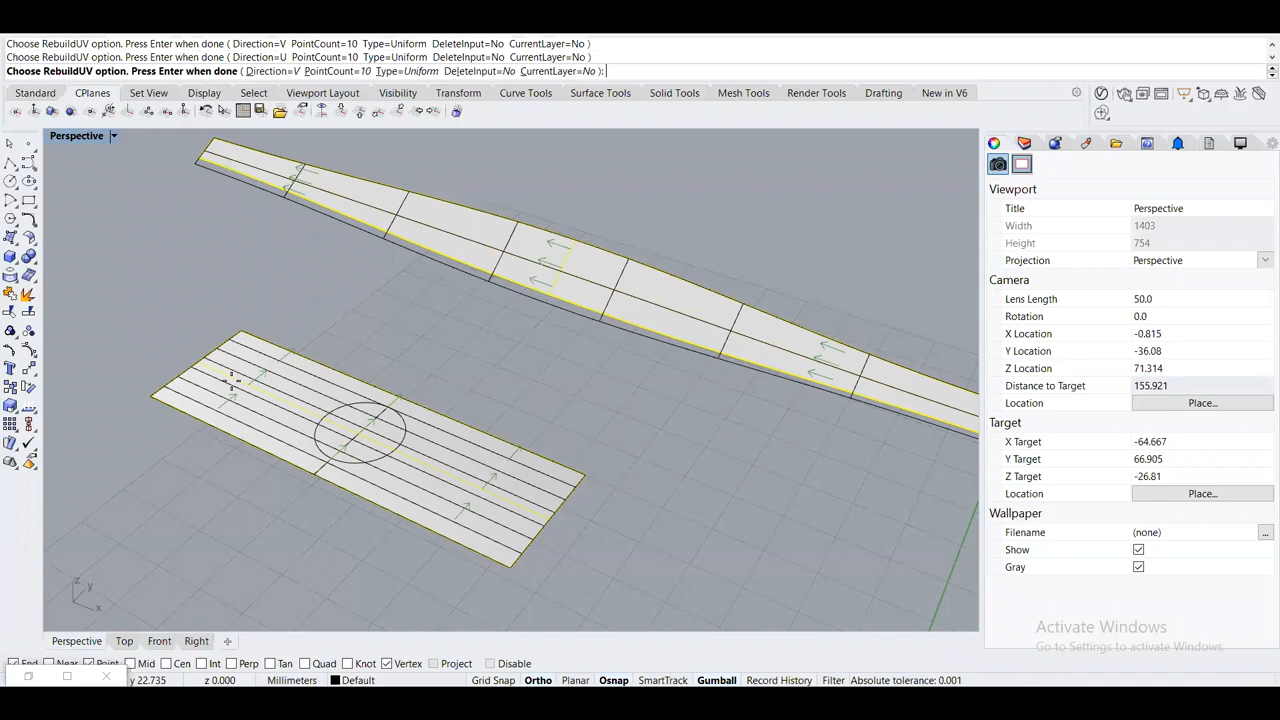 Choose RebuildUV option. Press Enter when done ( Direction=V PointCount=10 Type=Uniform DeleteInput=No CurrentLayer=No )
Choose RebuildUV option. Press Enter when done ( Direction=U PointCount=10 Type=Uniform DeleteInput=No CurrentLayer=No )
Choose RebuildUV option. Press Enter when done ( Direction=V PointCount=10 Type=Uniform DeleteInput=No CurrentLayer=No ):
Standard CPlanes Set View Display Select Viewport Layout Visibility Transform Curve Tools Surface Tools Solid Tools Mesh Tools Render Tools Drafting New in V6
Perspective
Viewport
Title Perspective
Width 1403
Height 754
Projection Perspective
Camera
Lens Length 50.0
Rotation 0.0
X Location -0.815
Y Location -36.08
Z Location 71.314
Distance to Target 155.921
Location Place...
Target
X Target -64.667
Y Target 66.905
Z Target -26.81
Location Place...
Wallpaper
Filename (none) ...
Show
Gray
z
y
x
Activate Windows
Go to Settings to activate Windows.
Perspective Top Front Right
End Near Point Mid Cen Int Perp Tan Quad Knot Vertex Project Disable
y 22.735 z 0.000 Millimeters Default Grid Snap Ortho Planar Osnap SmartTrack Gumball Record History Filter Absolute tolerance: 0.001